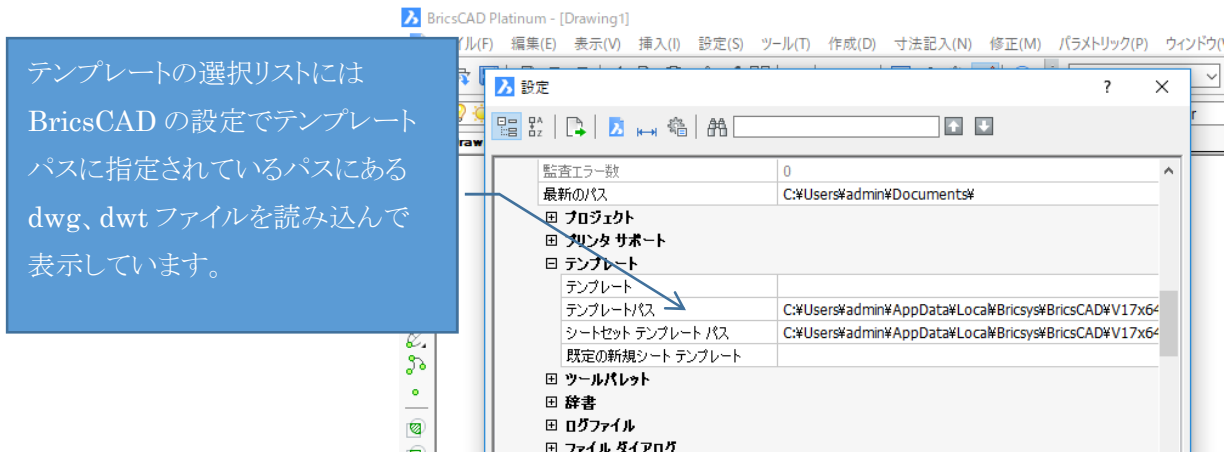 BricsCAD Platinum - [Drawing1]
イル(F) 編集(E) 表示(V) 挿入(I) 設定(S) ツール(T) 作成(D) 寸法記入(N) 修正(M) パラメトリック(P) ウィンドウ(
テンプレートの選択リストには
BricsCAD の設定でテンプレート
パスに指定されているパスにある
dwg、dwt ファイルを読み込んで
表示しています。
設定
? ×
raw
監査エラー数 0
最新のパス C:¥Users¥admin¥Documents¥
プロジェクト
プリンタ サポート
テンプレート
テンプレート
テンプレートパス C:¥Users¥admin¥AppData¥Local¥Bricsys¥BricsCAD¥V17x64
シートセット テンプレート パス C:¥Users¥admin¥AppData¥Local¥Bricsys¥BricsCAD¥V17x64
既定の新規シート テンプレート
ツールパレット
辞書
ログファイル
ファイル ダイアログ